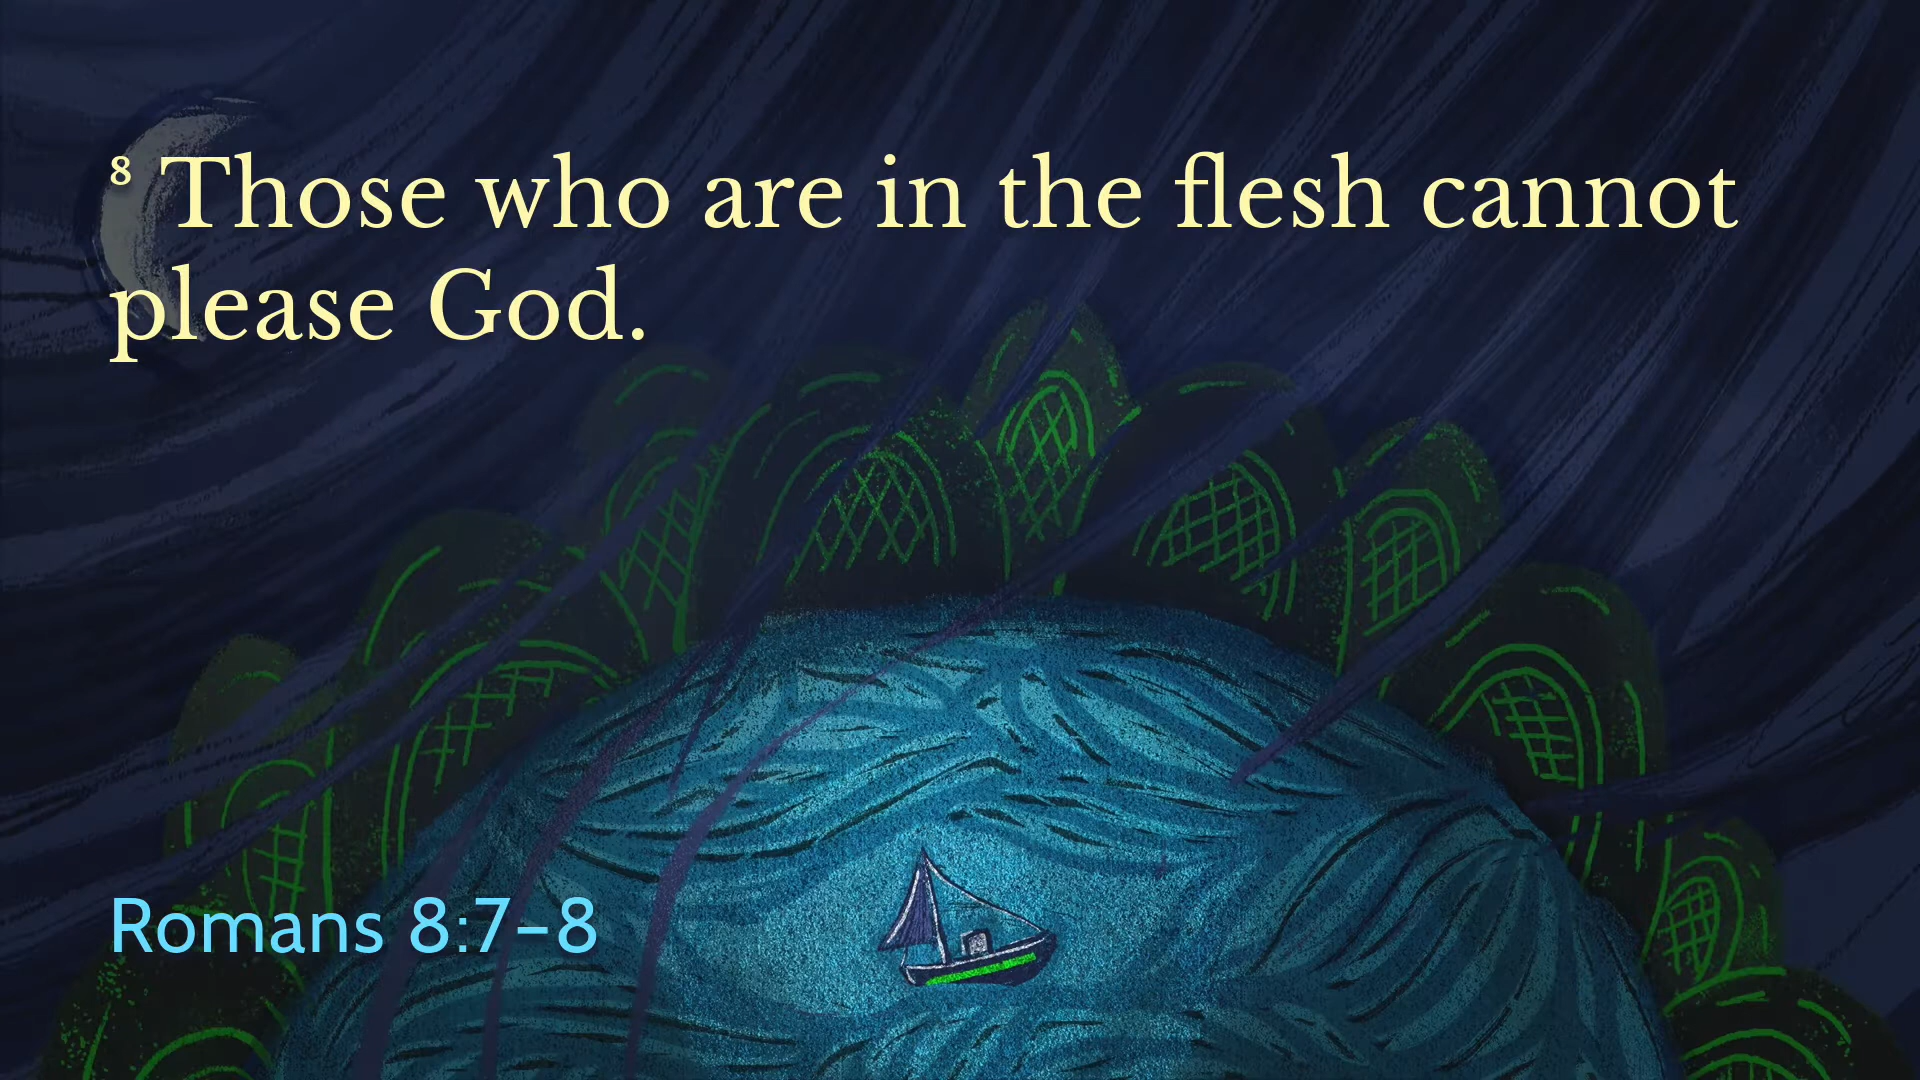 8 Those who are in the flesh cannot
please God.
Romans 8:7–8